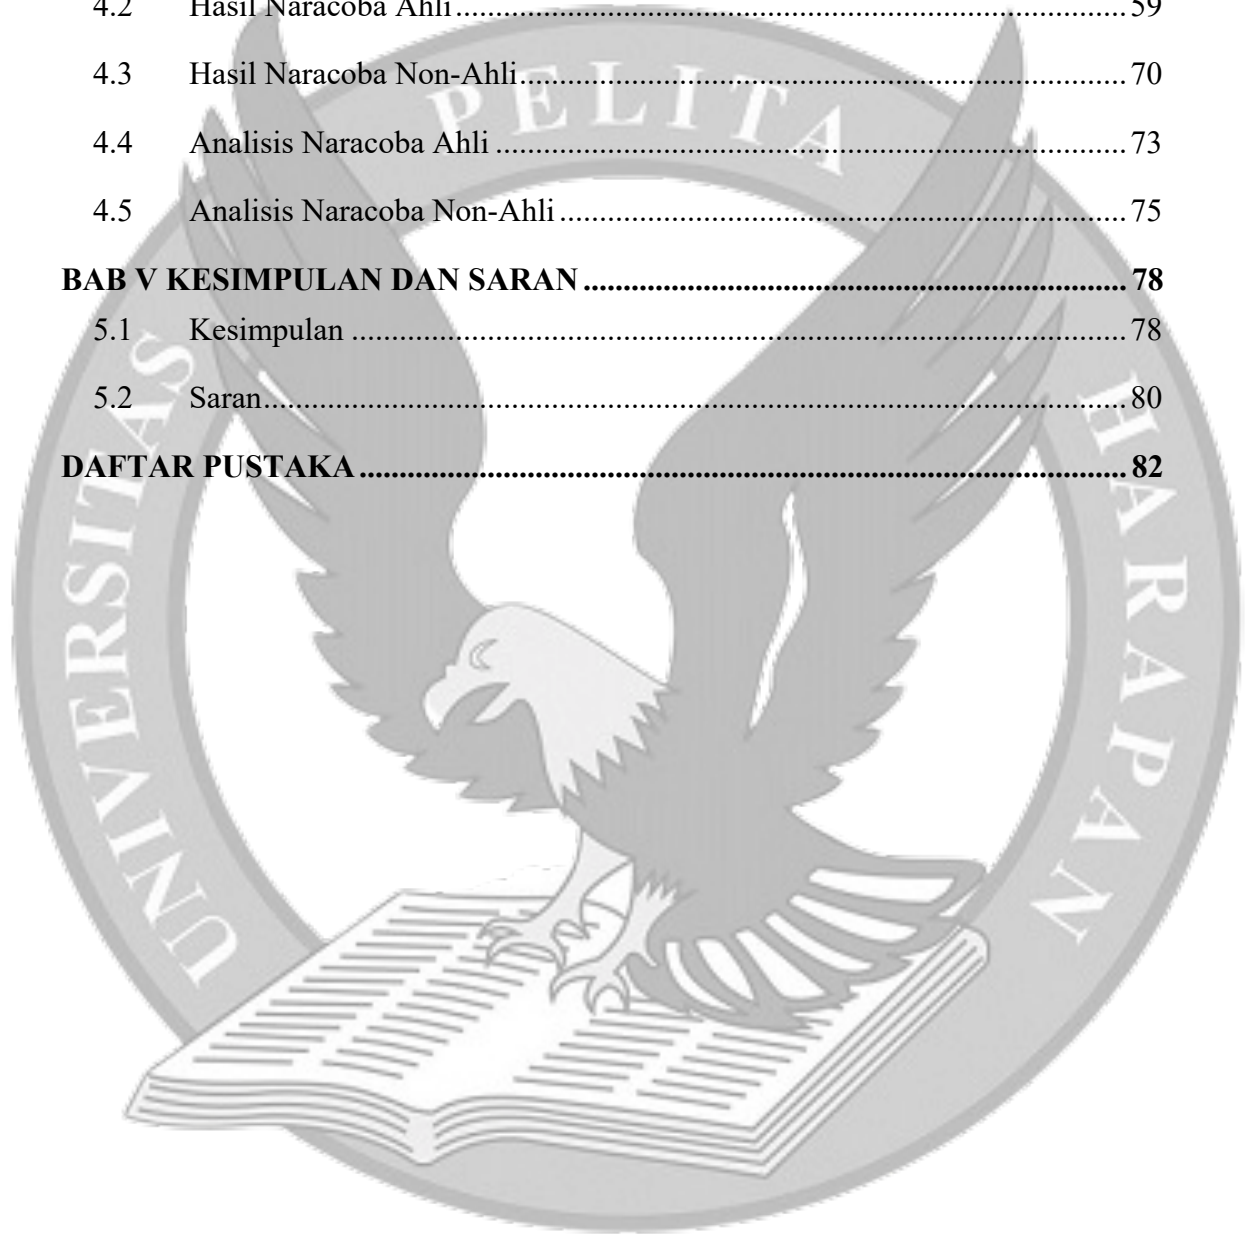 4.2 Hasil Naracoba Ahli ........................................................................................ 59
4.3 Hasil Naracoba Non-Ahli ................................................................................ 70
4.4 Analisis Naracoba Ahli ................................................................................... 73
4.5 Analisis Naracoba Non-Ahli ........................................................................... 75
BAB V KESIMPULAN DAN SARAN .................................................................... 78
5.1 Kesimpulan ..................................................................................................... 78
5.2 Saran ................................................................................................................ 80
DAFTAR PUSTAKA ................................................................................................ 82
UNIVERSITAS PELITA HARAPAN